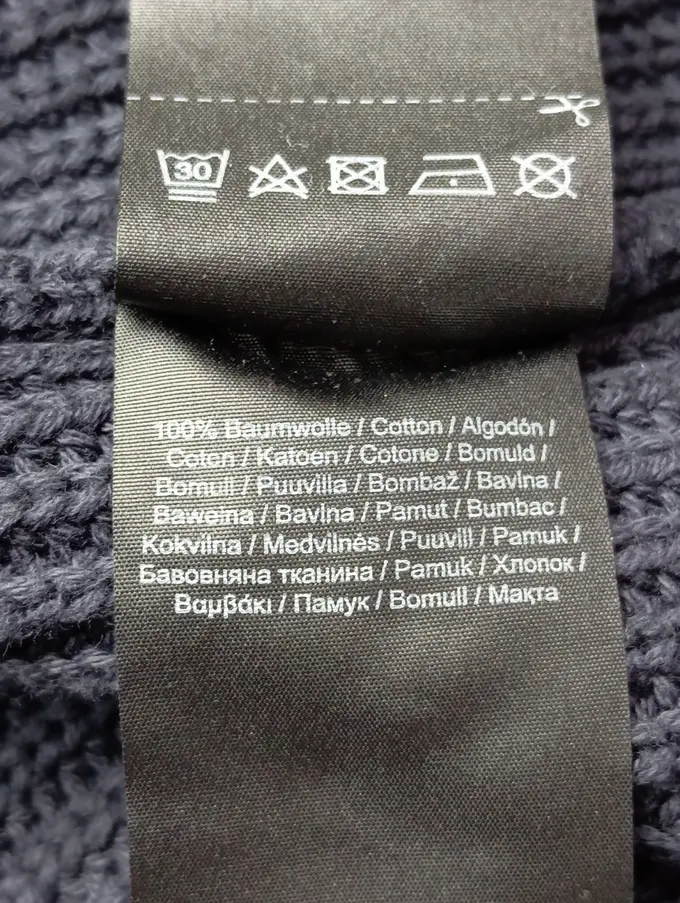 30
100% Baumwolle / Cotton / Algodón /
Coton / Katoen / Cotone / Bomuld /
Bomull / Puuvilla / Bombaž / Bavlna /
Bawełna / Bavlna / Pamut / Bumbac /
Kokvilna / Medvilnės / Puuvill / Pamuk /
Бавовняна тканина / Pamuk / Хлопок /
Βαμβάκι / Памук / Bomull / Мақта